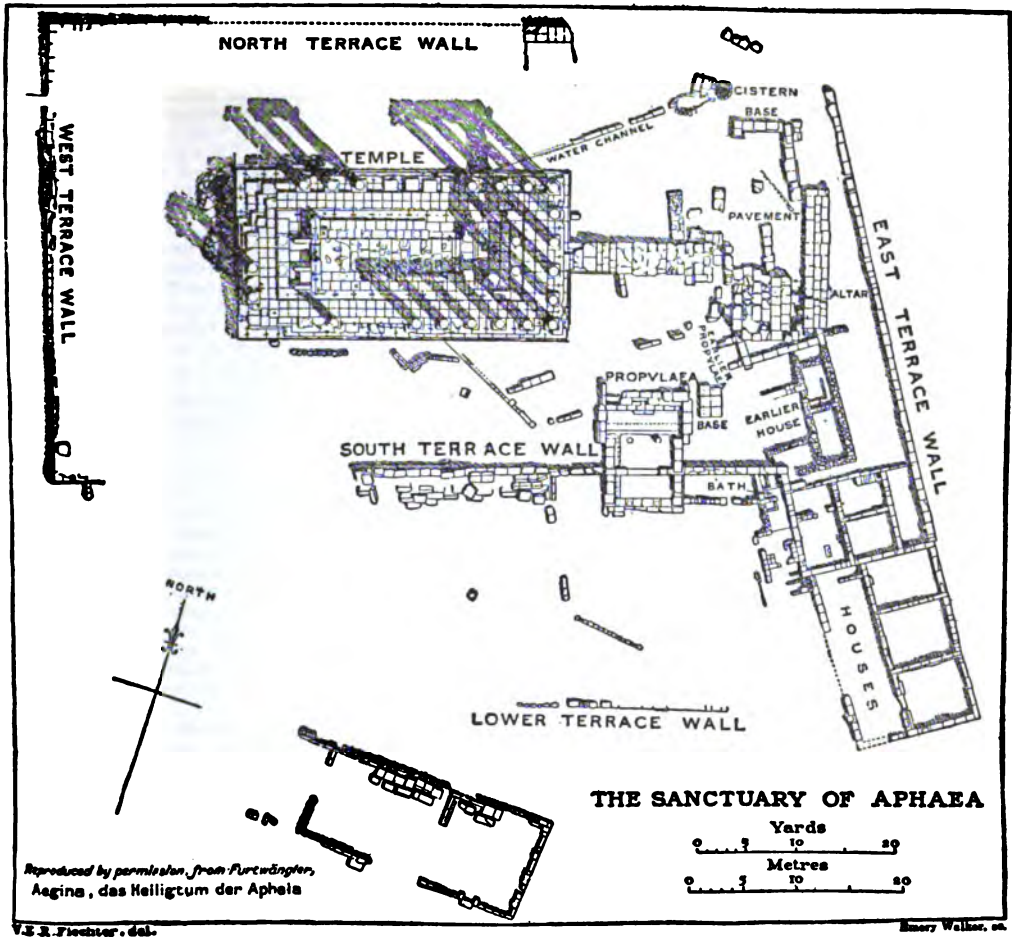 NORTH TERRACE WALL
WEST TERRACE WALL
CISTERN
BASE
WATER CHANNEL
TEMPLE
PAVEMENT
EAST TERRACE WALL
ALTAR
EARLIER
PROPYLAEA
PROPYLAEA
BASE
EARLIER
HOUSE
SOUTH TERRACE WALL
BATH
NORTH
HOUSES
LOWER TERRACE WALL
THE SANCTUARY OF APHAEA
Yards
0 5 10 20
Metres
0 5 10 20
Reproduced by permission, from Furtwängler,
Aegina, das Heiligtum der Aphaia
V.E.R. Fiechter. del.
Emery Walker, sc.